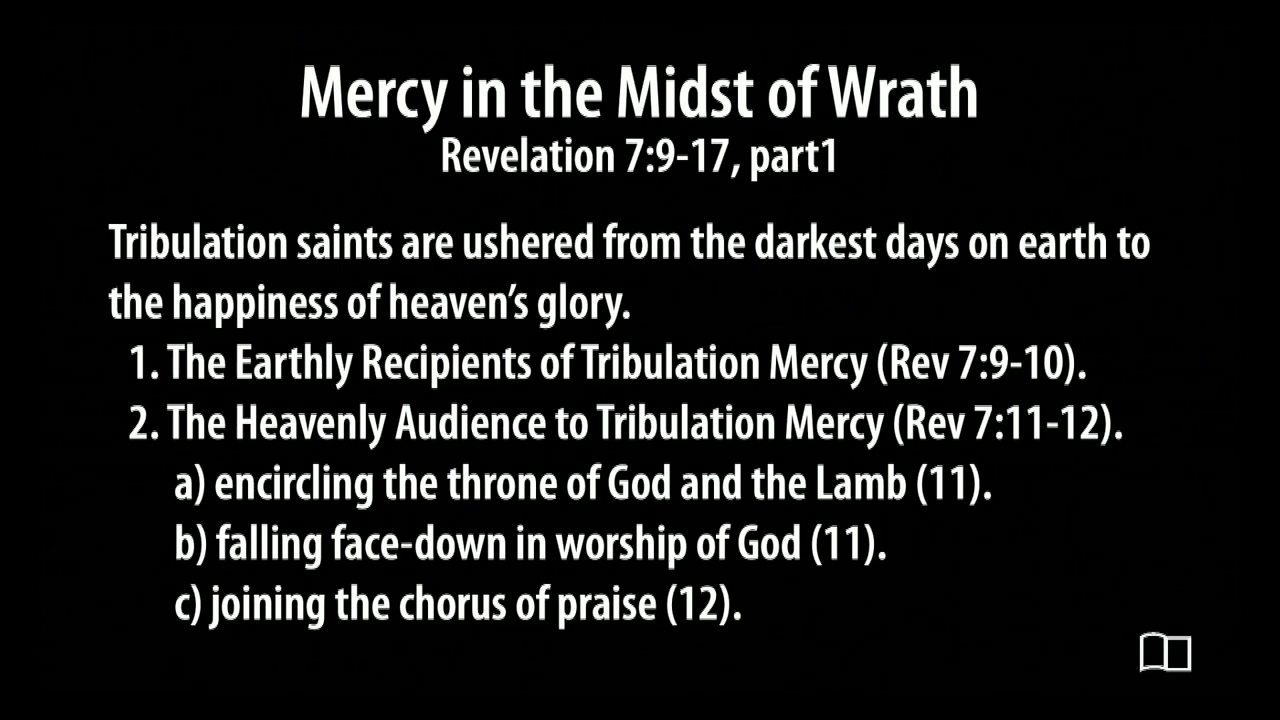 Mercy in the Midst of Wrath
Revelation 7:9-17, part1
Tribulation saints are ushered from the darkest days on earth to
the happiness of heaven’s glory.
1. The Earthly Recipients of Tribulation Mercy (Rev 7:9-10).
2. The Heavenly Audience to Tribulation Mercy (Rev 7:11-12).
a) encircling the throne of God and the Lamb (11).
b) falling face-down in worship of God (11).
c) joining the chorus of praise (12).